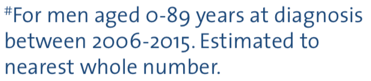 #For men aged 0-89 years at diagnosis
between 2006-2015. Estimated to
nearest whole number.